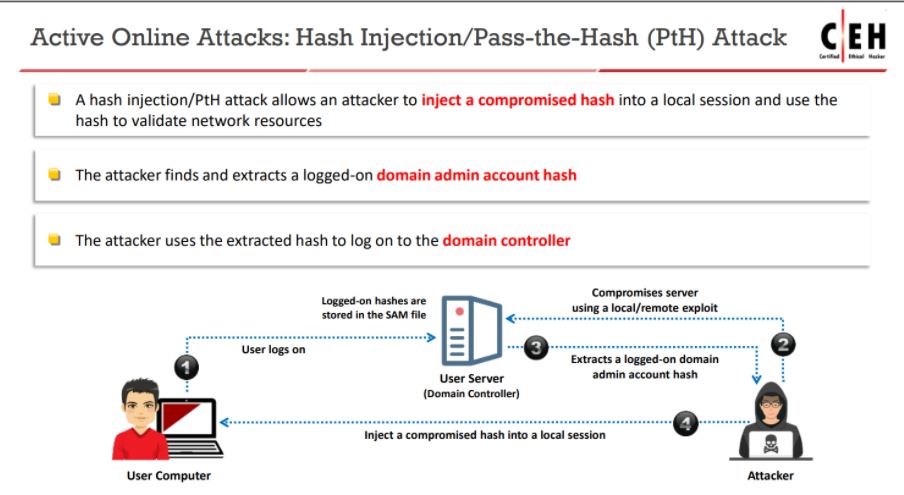 Active Online Attacks: Hash Injection/Pass-the-Hash (PtH) Attack
C|EH
Certified Ethical Hacker
A hash injection/PtH attack allows an attacker to inject a compromised hash into a local session and use the
hash to validate network resources
The attacker finds and extracts a logged-on domain admin account hash
The attacker uses the extracted hash to log on to the domain controller
Logged-on hashes are
stored in the SAM file
Compromises server
using a local/remote exploit
1
User logs on
3
2
Extracts a logged-on domain
admin account hash
User Server
(Domain Controller)
4
Inject a compromised hash into a local session
User Computer
Attacker